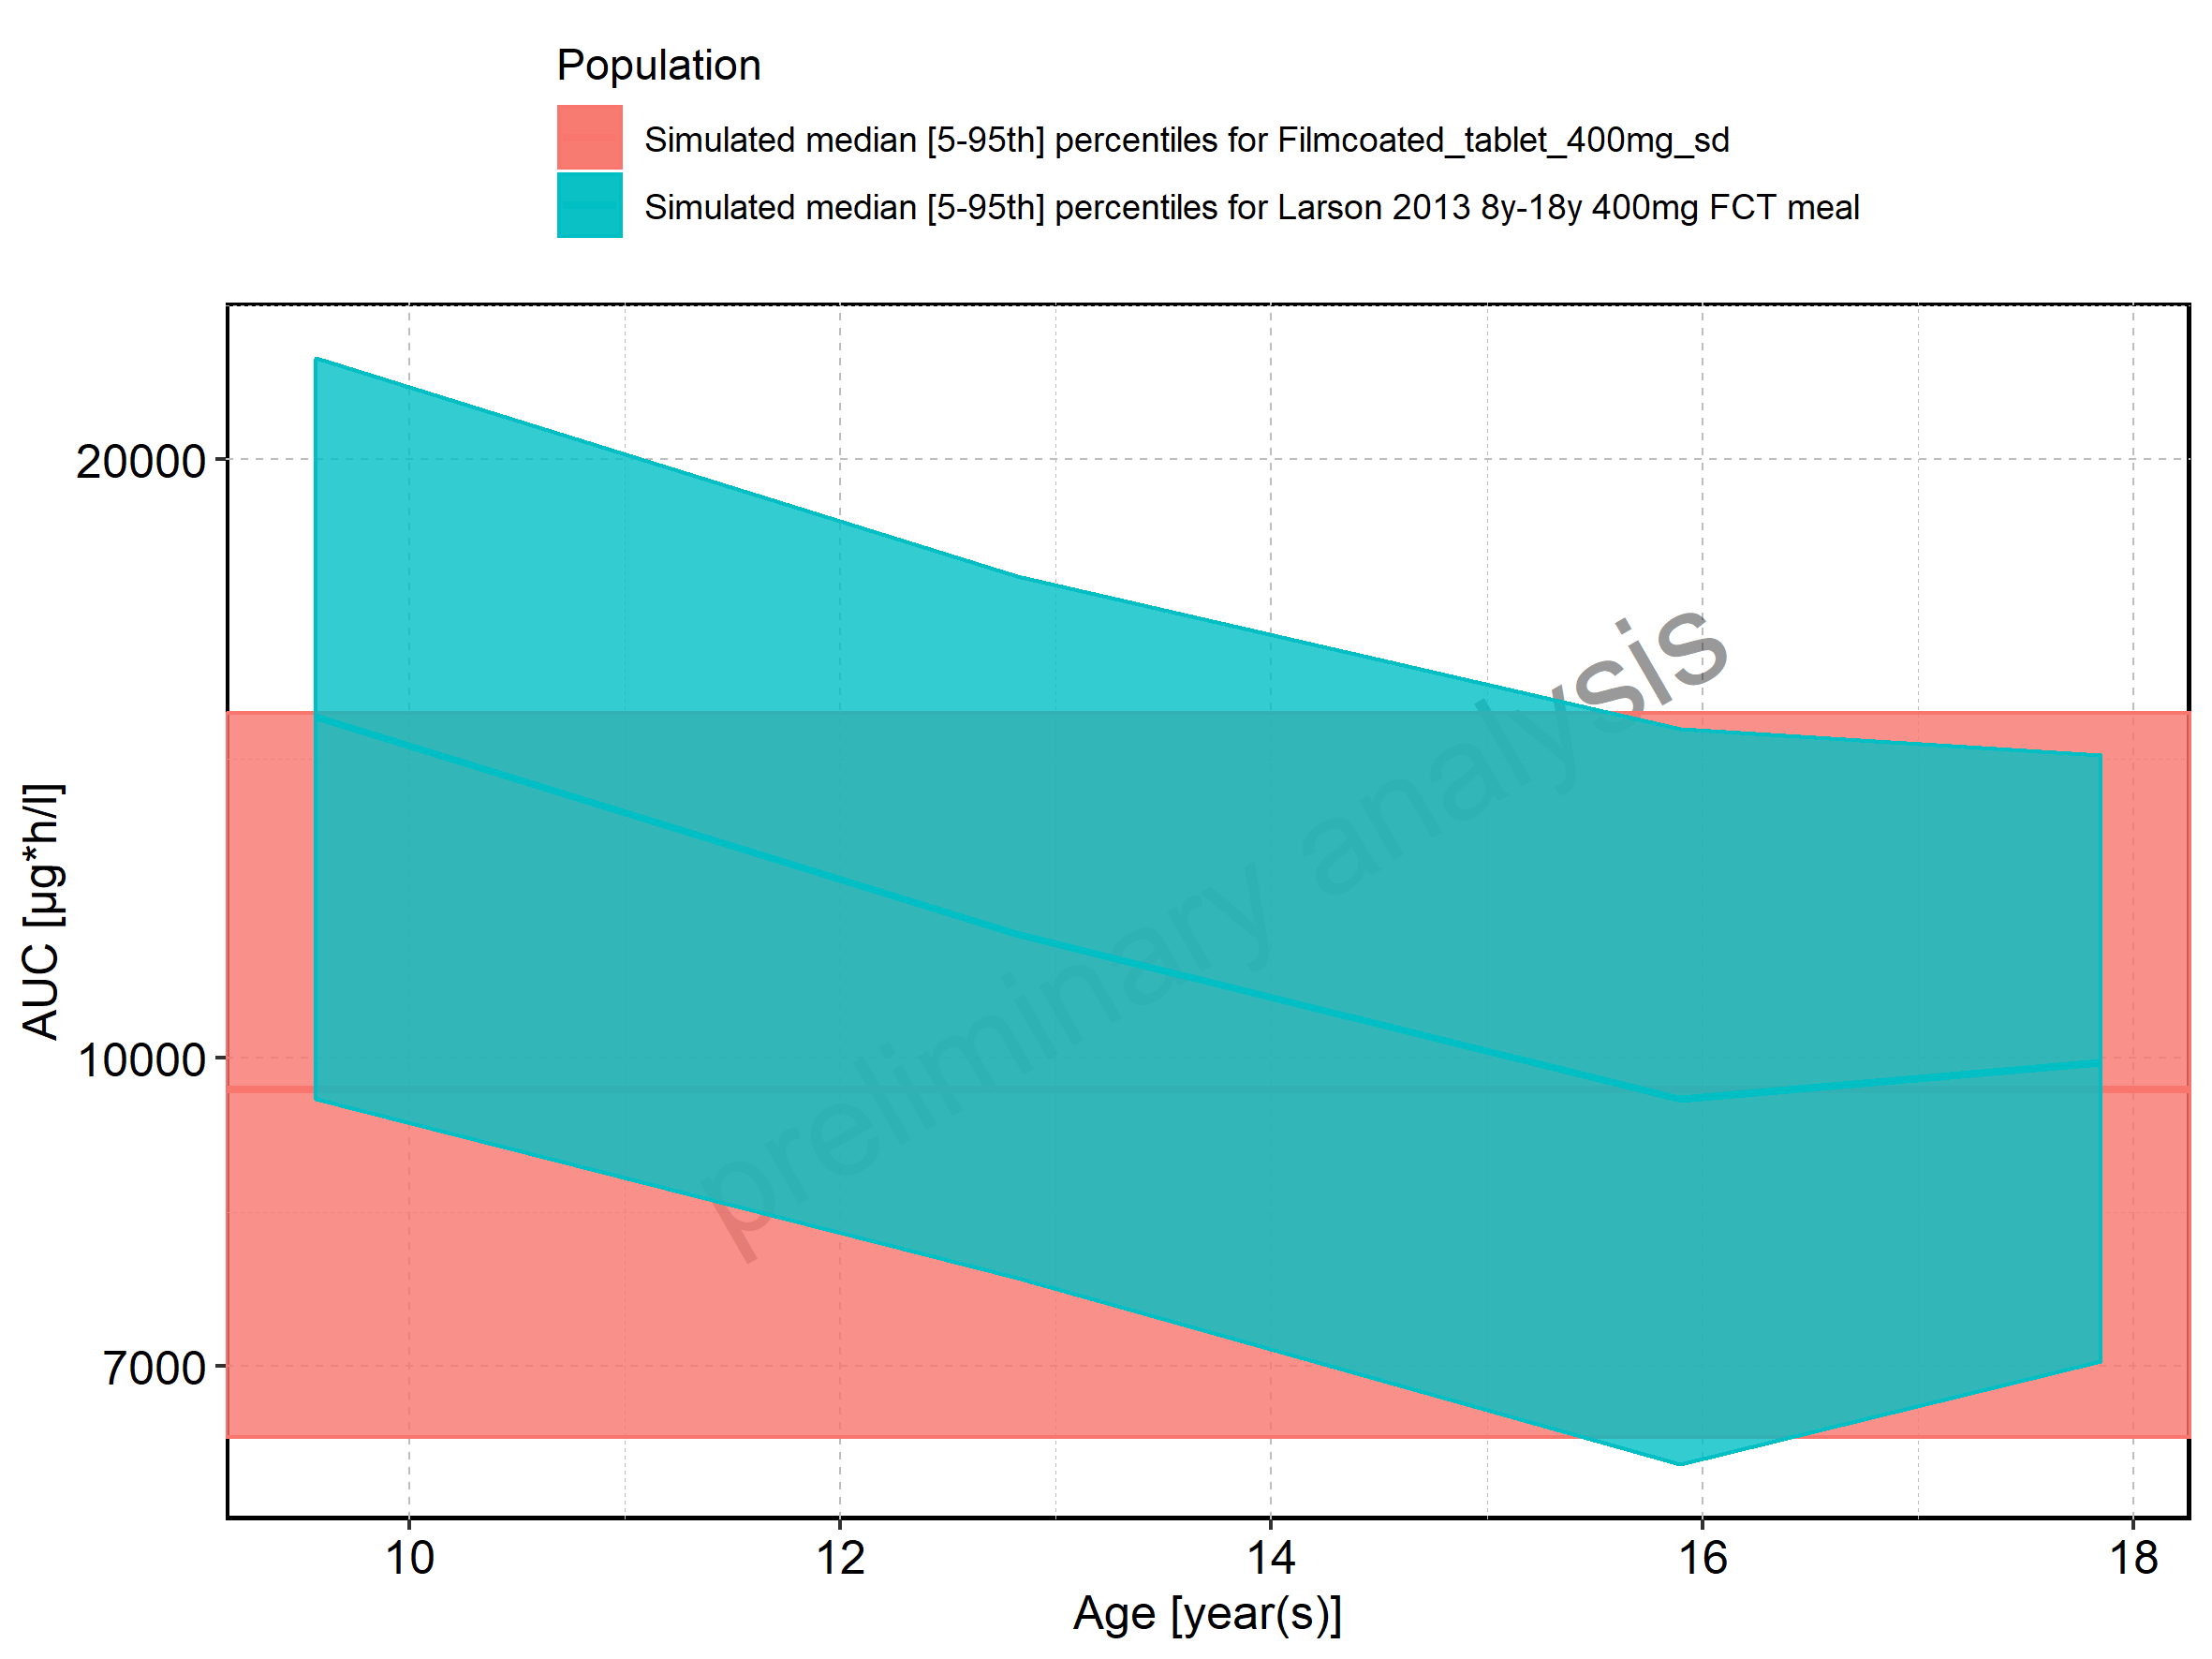 Population
Simulated median [5-95th] percentiles for Filmcoated_tablet_400mg_sd
Simulated median [5-95th] percentiles for Larson 2013 8y-18y 400mg FCT meal
AUC [µg*h/l]
20000
10000
7000
preliminary analysis
10 12 14 16 18
Age [year(s)]